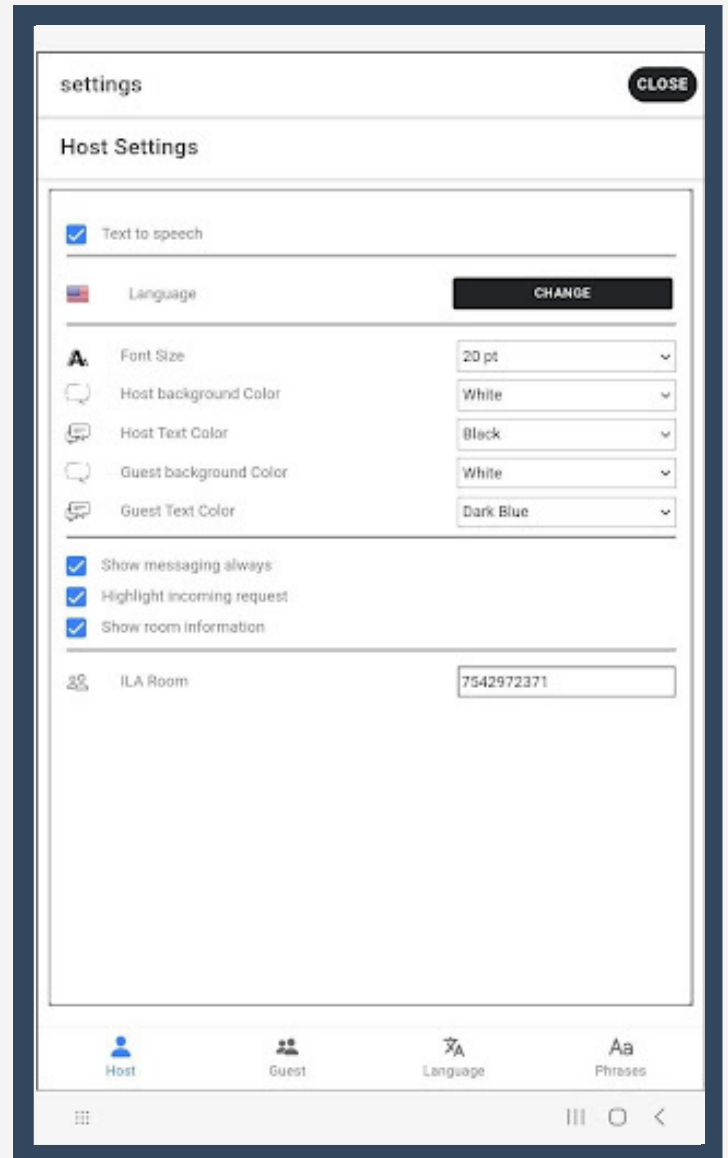 settings CLOSE
Host Settings
Text to speech
Language CHANGE
Font Size 20 pt
Host background Color White
Host Text Color Black
Guest background Color White
Guest Text Color Dark Blue
Show messaging always
Highlight incoming request
Show room information
ILA Room 7542972371
Host Guest Language Aa Phrases